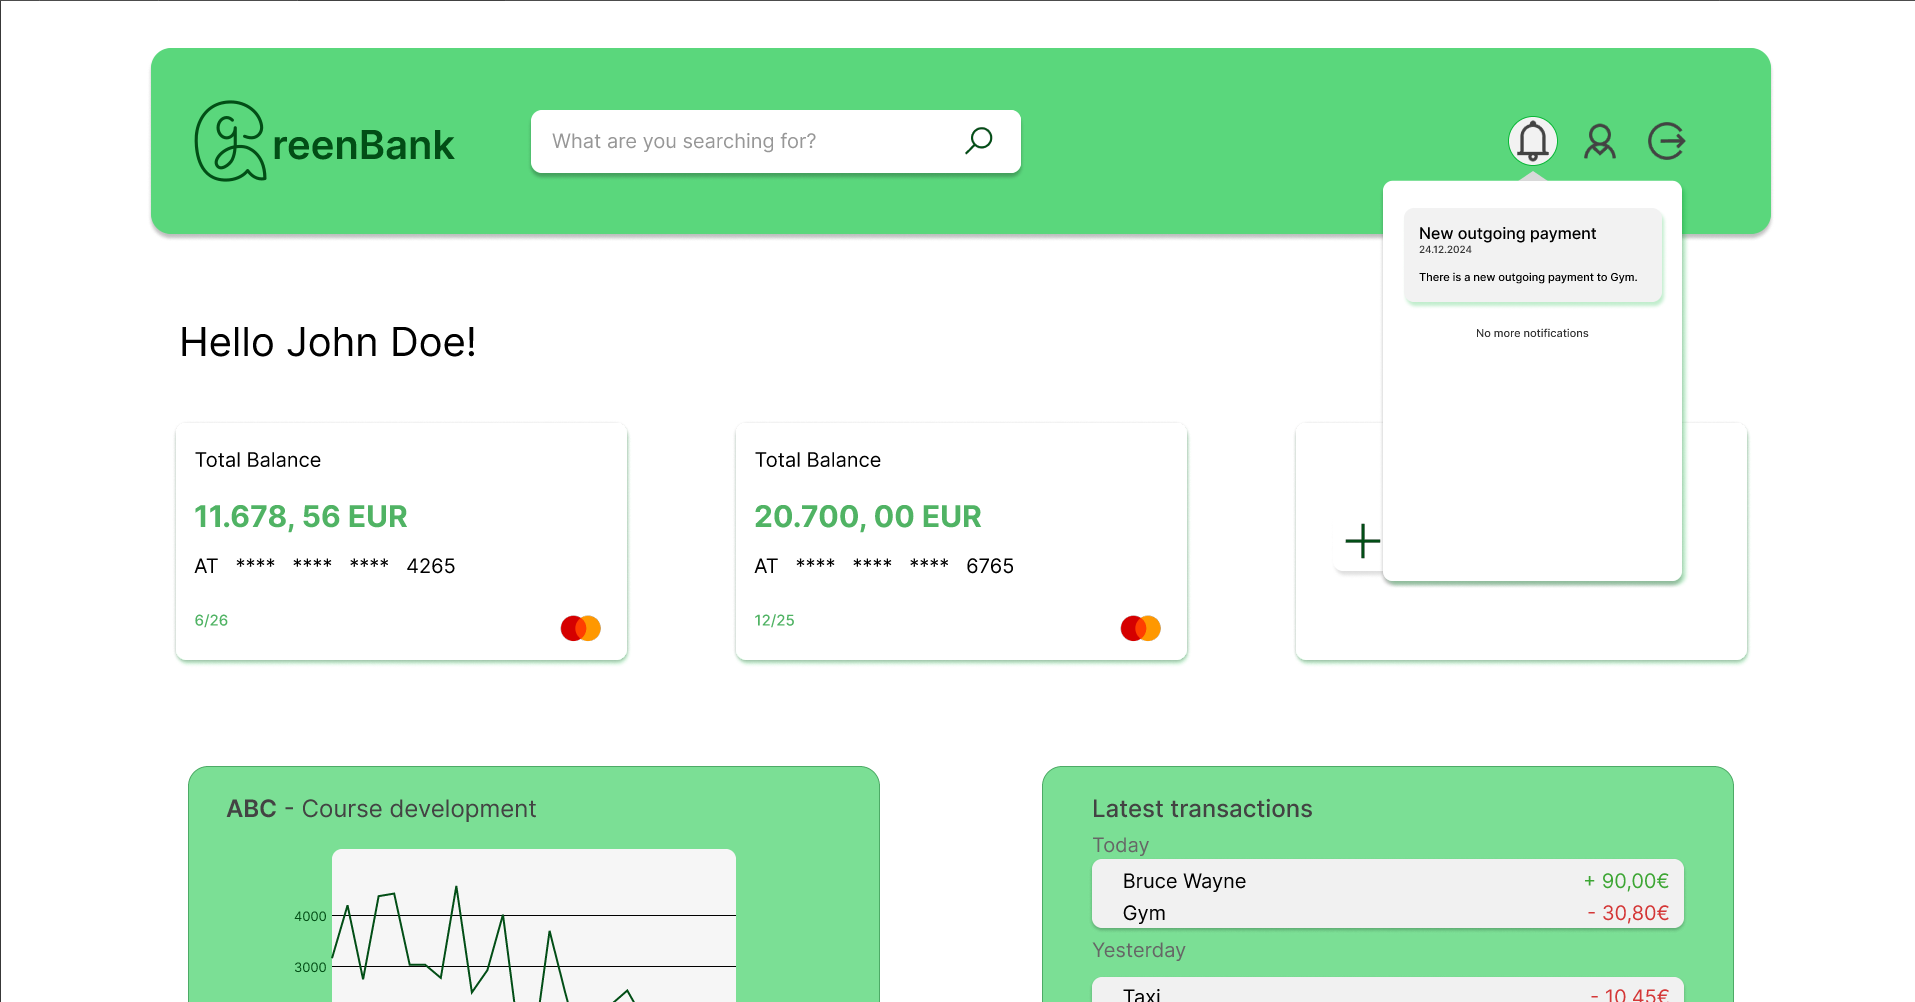 GreenBank
What are you searching for?
New outgoing payment
24.12.2024
There is a new outgoing payment to Gym.
No more notifications
Hello John Doe!
Total Balance
11.678, 56 EUR
AT **** **** **** 4265
6/26
Total Balance
20.700, 00 EUR
AT **** **** **** 6765
12/25
ABC - Course development
4000
3000
Latest transactions
Today
Bruce Wayne + 90,00€
Gym - 30,80€
Yesterday
Taxi - 10,45€